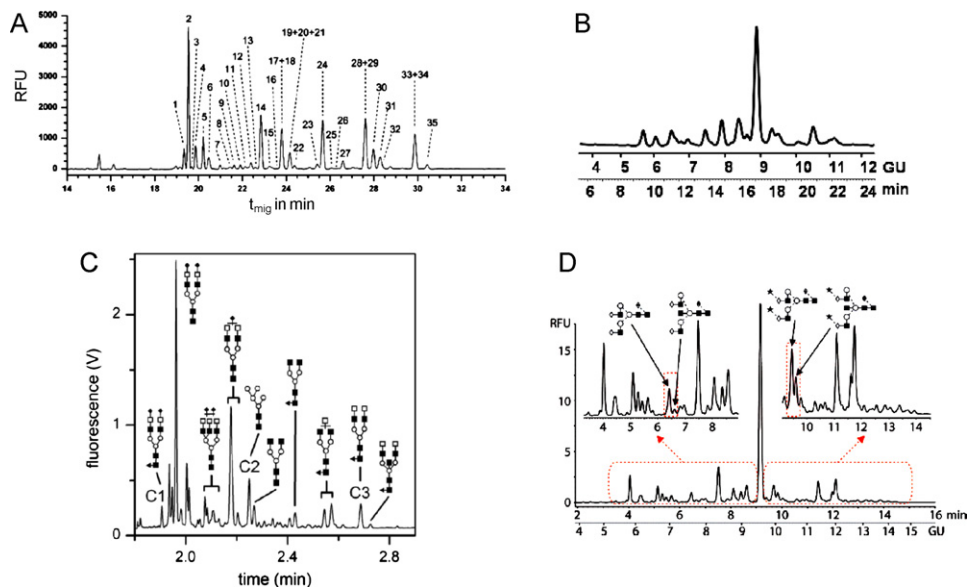 A
5000
4000
3000
2000
1000
0
RFU
1
2
3
4
5
6
7
8
9
10
11
12
13
14
15
16
17+18
19+20+21
22
23
24
25
26
27
28+29
30
31
32
33+34
35
14 16 18 20 22 24 26 28 30 32 34
tmig in min
B
4 5 6 7 8 9 10 11 12 GU
6 8 10 12 14 16 18 20 22 24 min
C
2
1
0
fluorescence (V)
C1
C2
C3
2.0 2.4 2.8
time (min)
D
RFU
15
10
5
0
4 5 6 7 8
10 11 12 13 14
2 4 6 8 10 12 14 16 min
4 5 6 7 8 9 10 11 12 13 14 15
GU